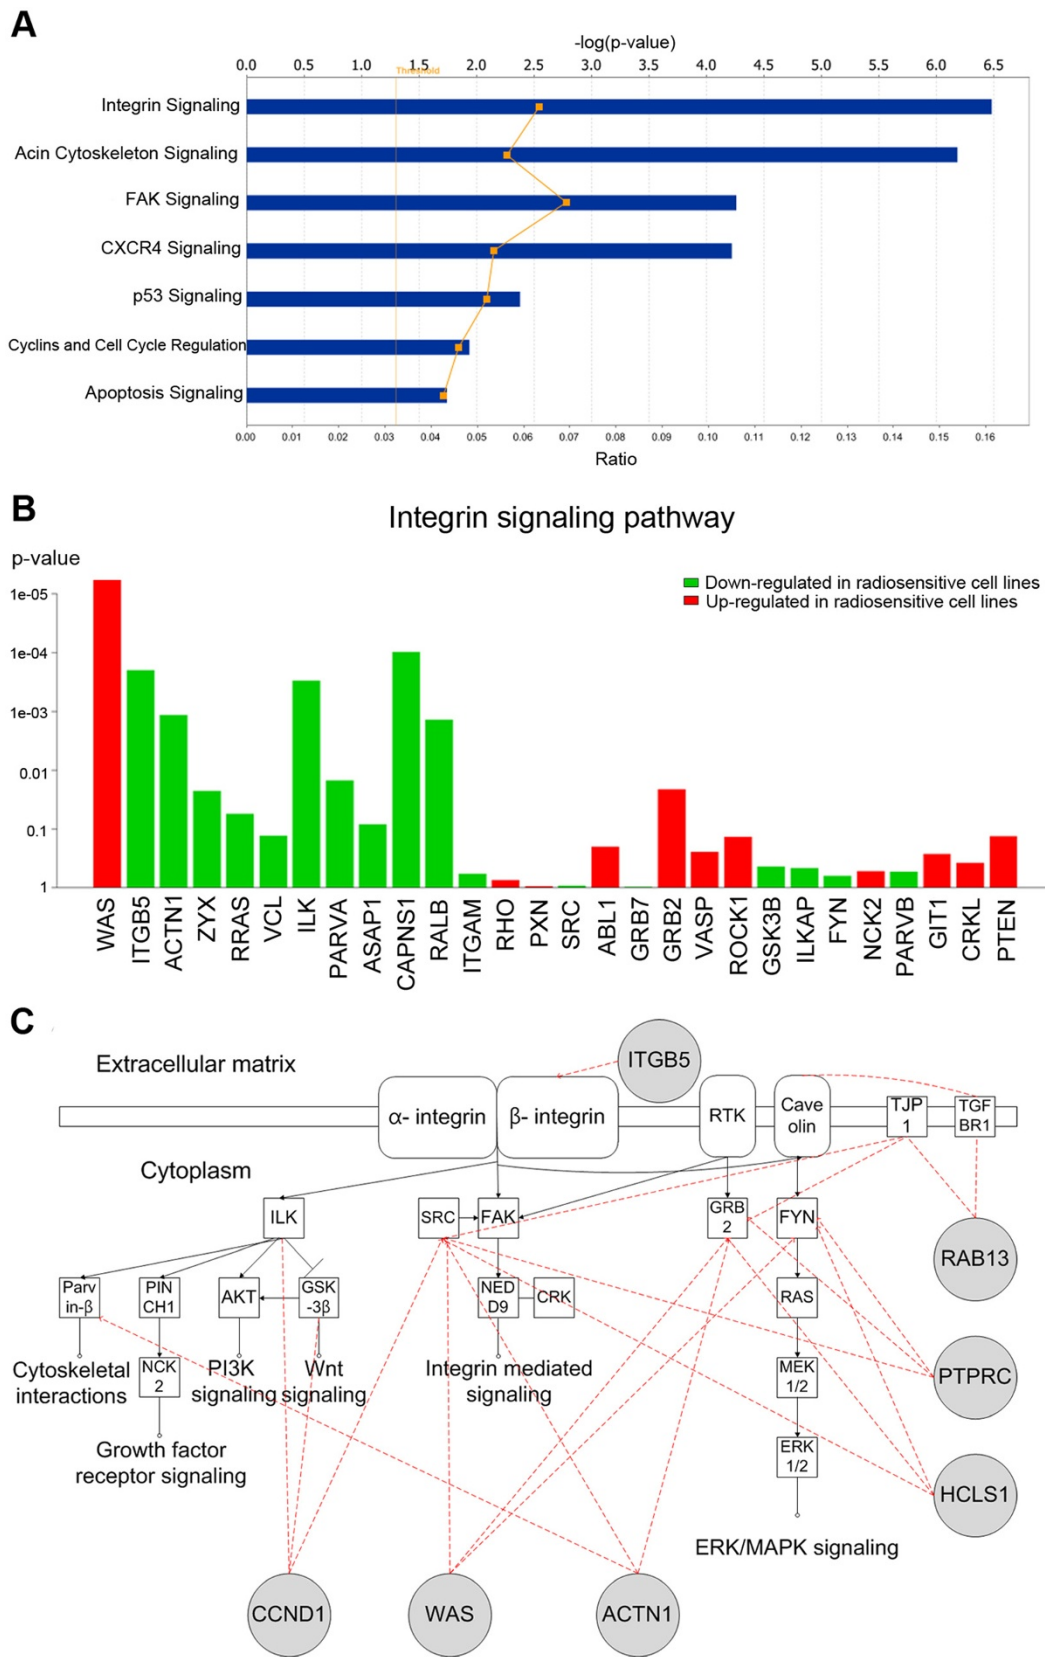 A
-log(p-value)
0.0 0.5 1.0 1.5 2.0 2.5 3.0 3.5 4.0 4.5 5.0 5.5 6.0 6.5
Threshold
Integrin Signaling
Acin Cytoskeleton Signaling
FAK Signaling
CXCR4 Signaling
p53 Signaling
Cyclins and Cell Cycle Regulation
Apoptosis Signaling
0.00 0.01 0.02 0.03 0.04 0.05 0.06 0.07 0.08 0.09 0.10 0.11 0.12 0.13 0.14 0.15 0.16
Ratio
B
Integrin signaling pathway
p-value
Down-regulated in radiosensitive cell lines
Up-regulated in radiosensitive cell lines
1e-05
1e-04
1e-03
0.01
0.1
1
WAS ITGB5 ACTN1 ZYX RRAS VCL ILK PARVA ASAP1 CAPNS1 RALB ITGAM RHO PXN SRC ABL1 GRB7 GRB2 VASP ROCK1 GSK3B ILKAP FYN NCK2 PARVB GIT1 CRKL PTEN
C
Extracellular matrix
ITGB5
α- integrin
β- integrin
RTK
Cave
olin
TJP
1
TGF
BR1
Cytoplasm
ILK
SRC
FAK
GRB
2
FYN
RAB13
Parv
in-β
PIN
CH1
AKT
GSK
-3β
NED
D9
CRK
RAS
Cytoskeletal
interactions
NCK
2
PI3K
signaling
Wnt
signaling
Integrin mediated
signaling
MEK
1/2
PTPRC
Growth factor
receptor signaling
ERK
1/2
HCLS1
ERK/MAPK signaling
CCND1
WAS
ACTN1